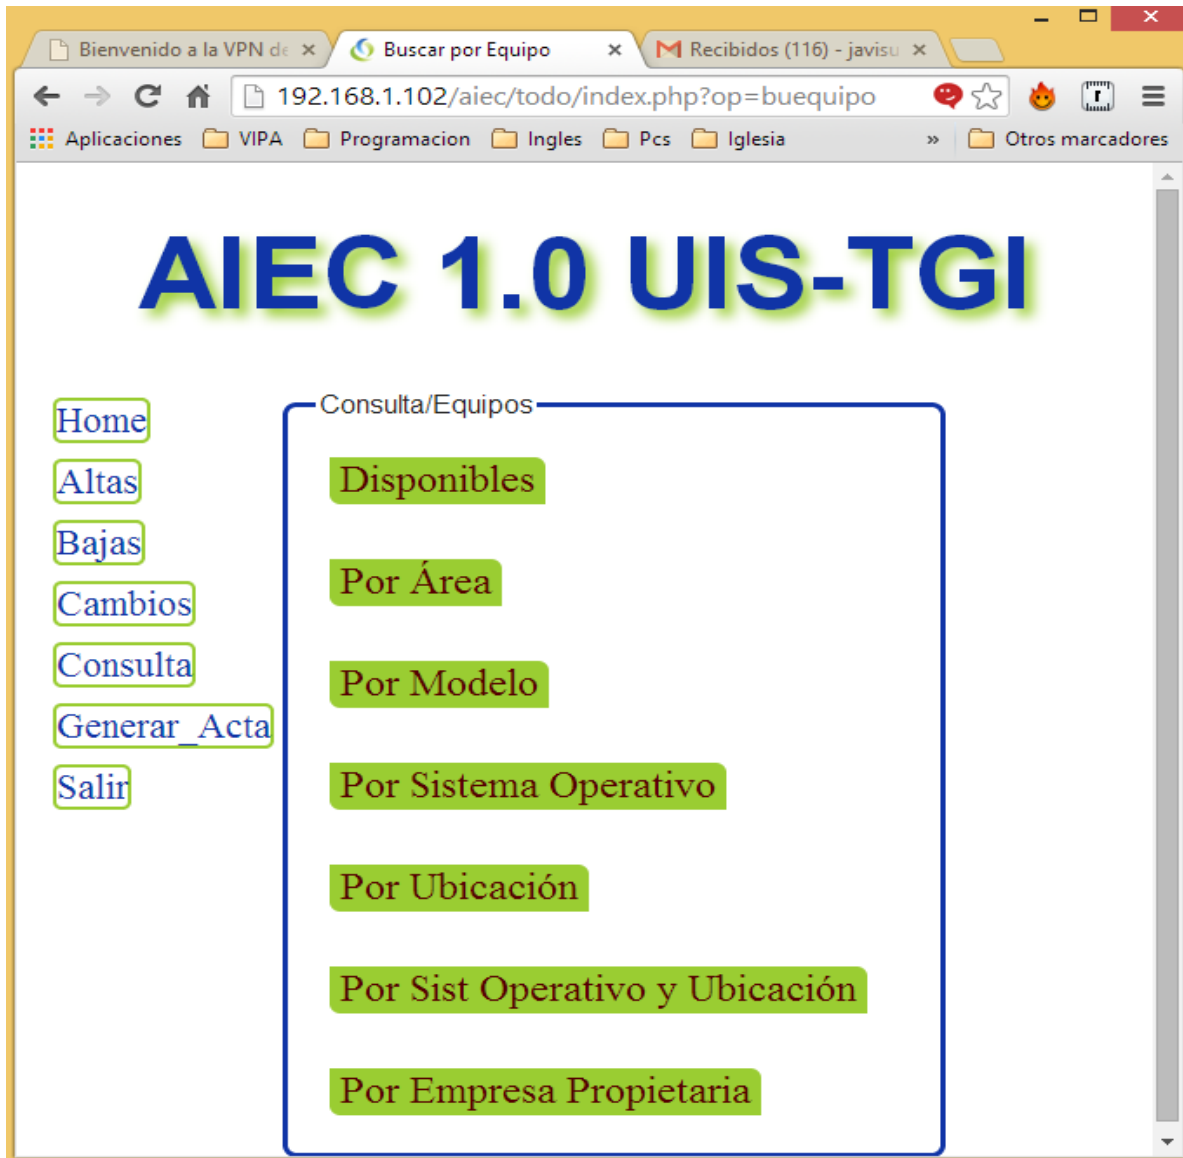 Bienvenido a la VPN de
Buscar por Equipo
Recibidos (116) - javisu
192.168.1.102/aiec/todo/index.php?op=buequipo
Aplicaciones VIPA Programacion Ingles Pcs Iglesia » Otros marcadores
AIEC 1.0 UIS-TGI
Home
Altas
Bajas
Cambios
Consulta
Generar_Acta
Salir
Consulta/Equipos
Disponibles
Por Área
Por Modelo
Por Sistema Operativo
Por Ubicación
Por Sist Operativo y Ubicación
Por Empresa Propietaria